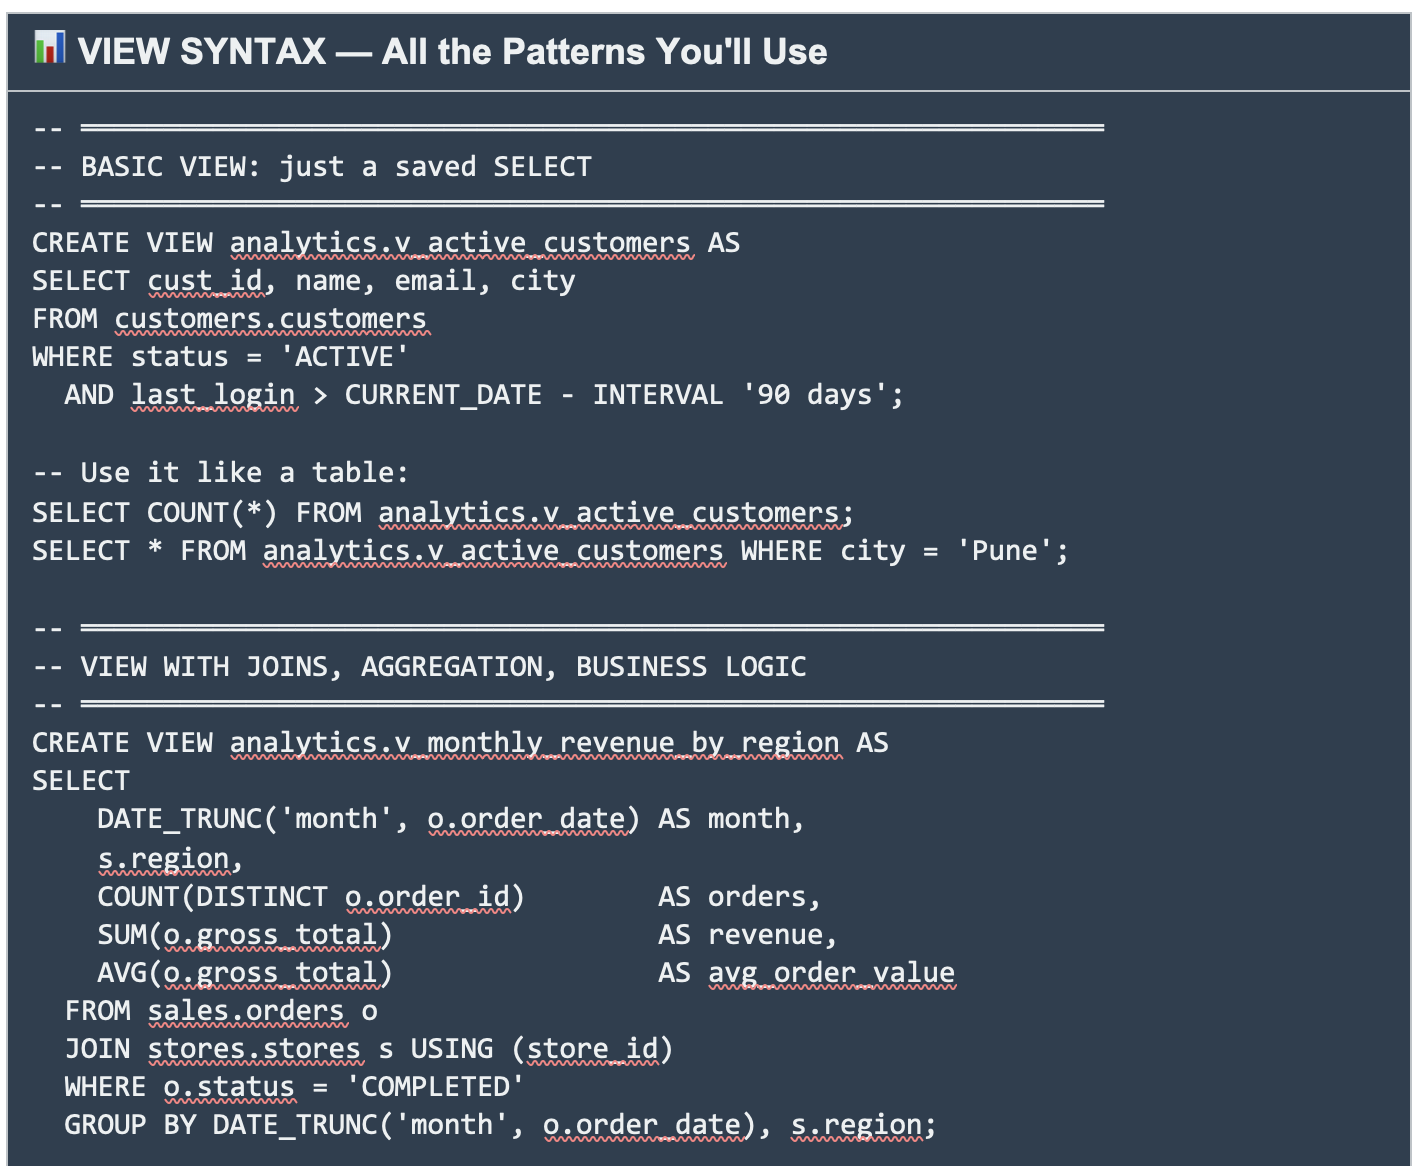 📊 VIEW SYNTAX — All the Patterns You'll Use
-- ══════════════════════════════════════════════════════════════
-- BASIC VIEW: just a saved SELECT
-- ══════════════════════════════════════════════════════════════
CREATE VIEW analytics.v_active_customers AS
SELECT cust_id, name, email, city
FROM customers.customers
WHERE status = 'ACTIVE'
  AND last_login > CURRENT_DATE - INTERVAL '90 days';

-- Use it like a table:
SELECT COUNT(*) FROM analytics.v_active_customers;
SELECT * FROM analytics.v_active_customers WHERE city = 'Pune';

-- ══════════════════════════════════════════════════════════════
-- VIEW WITH JOINS, AGGREGATION, BUSINESS LOGIC
-- ══════════════════════════════════════════════════════════════
CREATE VIEW analytics.v_monthly_revenue_by_region AS
SELECT
    DATE_TRUNC('month', o.order_date) AS month,
    s.region,
    COUNT(DISTINCT o.order_id)        AS orders,
    SUM(o.gross_total)                AS revenue,
    AVG(o.gross_total)                AS avg_order_value
  FROM sales.orders o
  JOIN stores.stores s USING (store_id)
  WHERE o.status = 'COMPLETED'
  GROUP BY DATE_TRUNC('month', o.order_date), s.region;